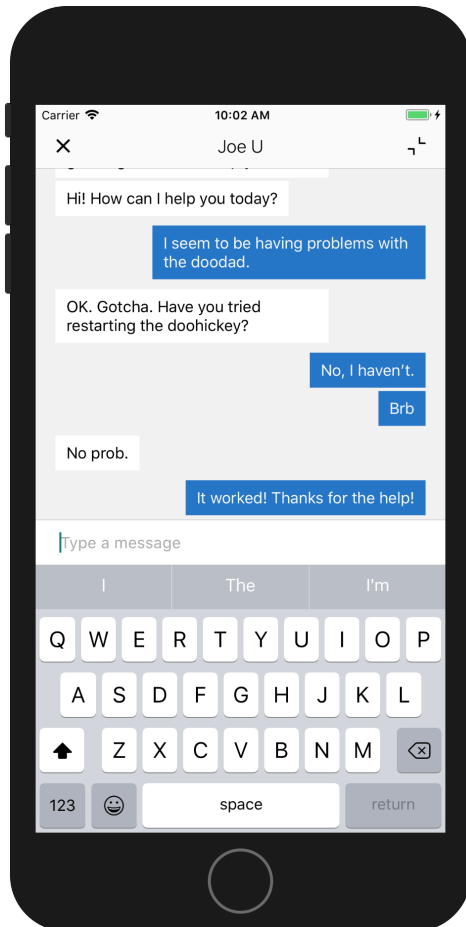 Carrier 10:02 AM
Joe U
Hi! How can I help you today?
I seem to be having problems with
the doodad.
OK. Gotcha. Have you tried
restarting the doohickey?
No, I haven't.
Brb
No prob.
It worked! Thanks for the help!
Type a message
I The I'm
Q W E R T Y U I O P
A S D F G H J K L
Z X C V B N M
123 space return